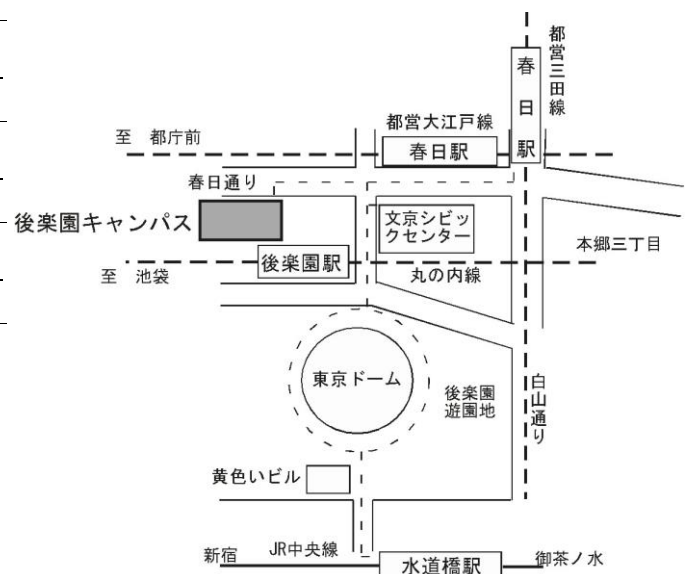 都営三田線
春日駅
都営大江戸線
至 都庁前
春日駅
春日通り
後楽園キャンパス
文京シビッ
クセンター
本郷三丁目
後楽園駅
至 池袋
丸の内線
東京ドーム
後楽園
遊園地
白山通り
黄色いビル
新宿
JR中央線
水道橋駅
御茶ノ水